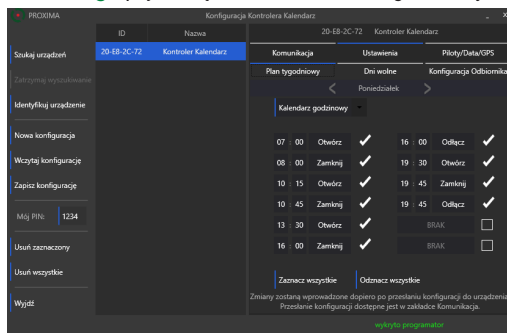 PROXIMA
Konfiguracja Kontrolera Kalendarz
ID Nazwa
20-E8-2C-72 Kontroler Kalendarz
20-E8-2C-72 Kontroler Kalendarz
Szukaj urządzeń
Zatrzymaj wyszukiwanie
Identyfikuj urządzenie
Nowa konfiguracja
Wczytaj konfigurację
Zapisz konfigurację
Mój PIN: 1234
Usuń zaznaczony
Usuń wszystkie
Wyjdź
Komunikacja Ustawienia Piloty/Data/GPS
Plan tygodniowy Dni wolne Konfiguracja Odbiornika
< Poniedziałek >
Kalendarz godzinowy
07 : 00 Otwórz ✓ 16 : 00 Odłącz ✓
08 : 00 Zamknij ✓ 19 : 30 Otwórz ✓
10 : 15 Otwórz ✓ 19 : 45 Zamknij ✓
10 : 45 Zamknij ✓ 19 : 45 Odłącz ✓
13 : 30 Otwórz ✓ BRAK
16 : 00 Zamknij ✓ BRAK
Zaznacz wszystkie Odznacz wszystkie
Zmiany zostaną wprowadzone dopiero po przesłaniu konfiguracji do urządzenia
Przesłanie konfiguracji dostępne jest w zakładce Komunikacja.
wykryto programator